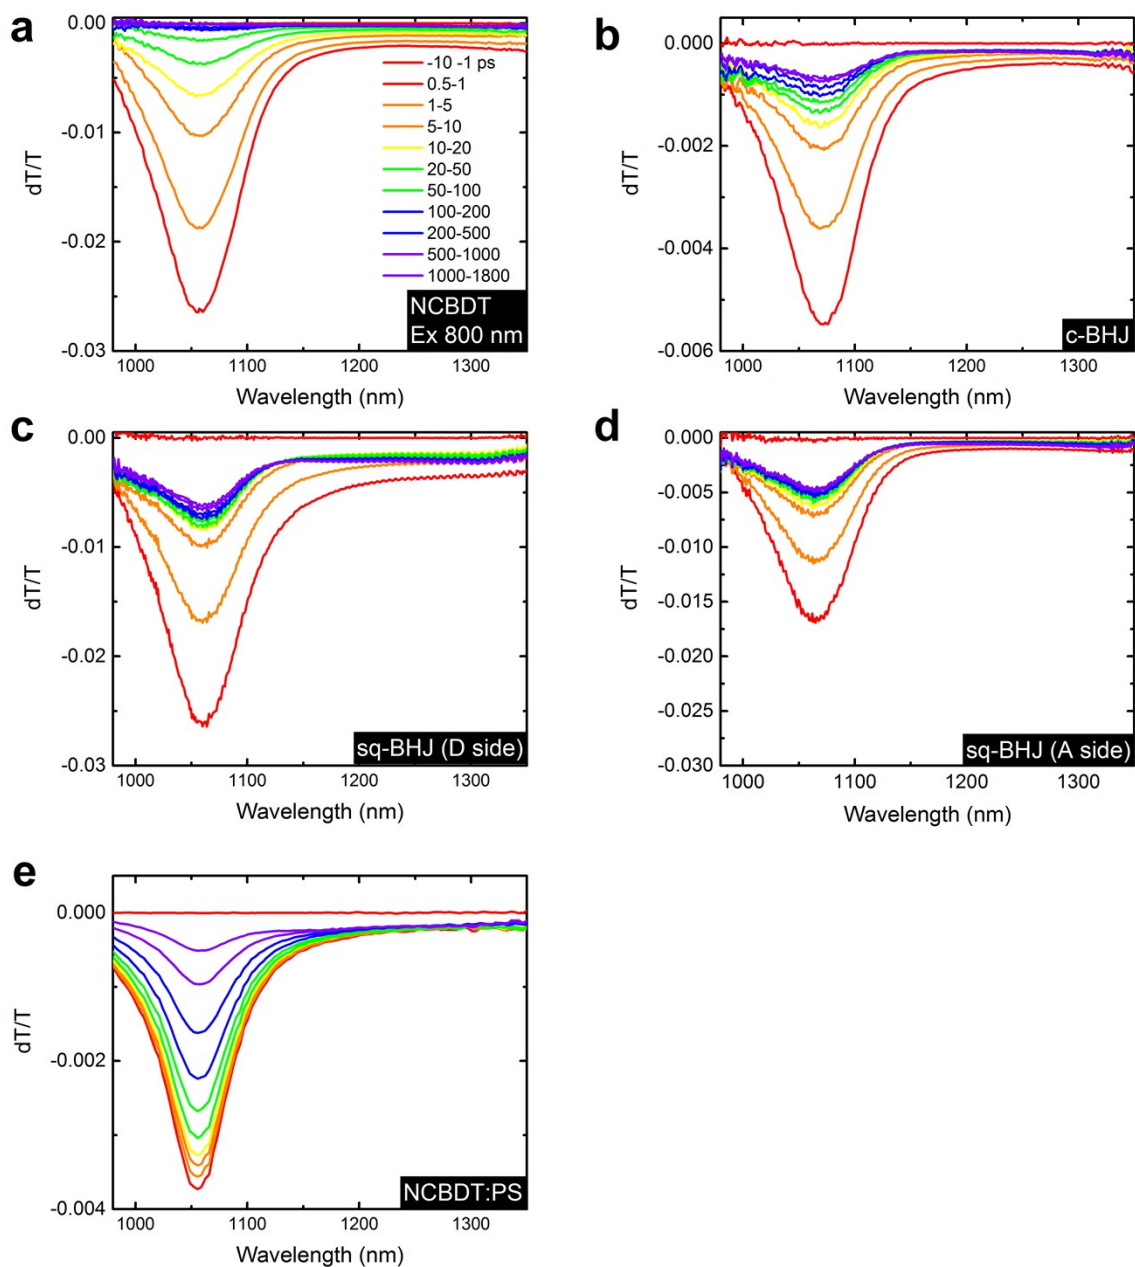 a
0.00
-0.01
-0.02
-0.03
dT/T
-10 -1 ps
0.5-1
1-5
5-10
10-20
20-50
50-100
100-200
200-500
500-1000
1000-1800
NCBDT
Ex 800 nm
1000 1100 1200 1300
Wavelength (nm)
b
0.000
-0.002
-0.004
-0.006
dT/T
c-BHJ
1000 1100 1200 1300
Wavelength (nm)
c
0.00
-0.01
-0.02
-0.03
dT/T
sq-BHJ (D side)
1000 1100 1200 1300
Wavelength (nm)
d
0.000
-0.005
-0.010
-0.015
-0.020
-0.025
-0.030
dT/T
sq-BHJ (A side)
1000 1100 1200 1300
Wavelength (nm)
e
0.000
-0.002
-0.004
dT/T
NCBDT:PS
1000 1100 1200 1300
Wavelength (nm)